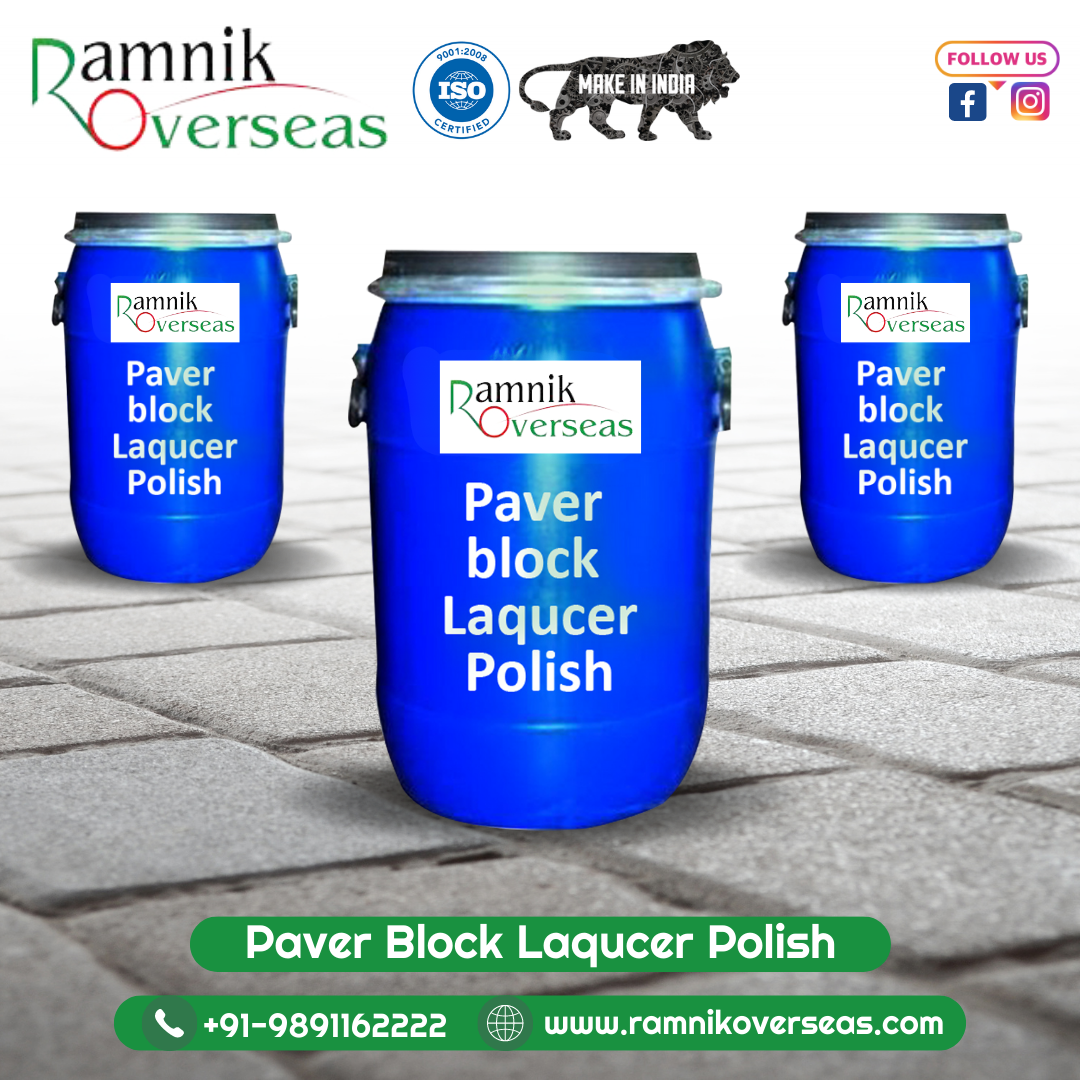 Ramnik
Overseas
9001:2008
ISO
CERTIFIED
MAKE IN INDIA
FOLLOW US
Ramnik
Overseas
Paver
block
Laqucer
Polish
Ramnik
Overseas
Paver
block
Laqucer
Polish
Ramnik
Overseas
Paver
block
Laqucer
Polish
Paver Block Laqucer Polish
+91-9891162222
www.ramnikoverseas.com